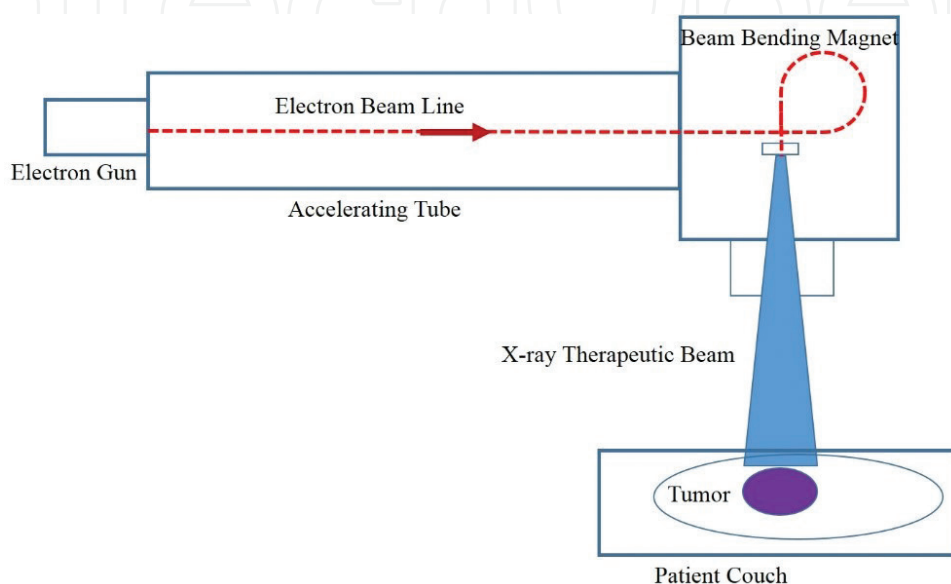 Beam Bending Magnet
Electron Beam Line
Electron Gun
Accelerating Tube
X-ray Therapeutic Beam
Tumor
Patient Couch